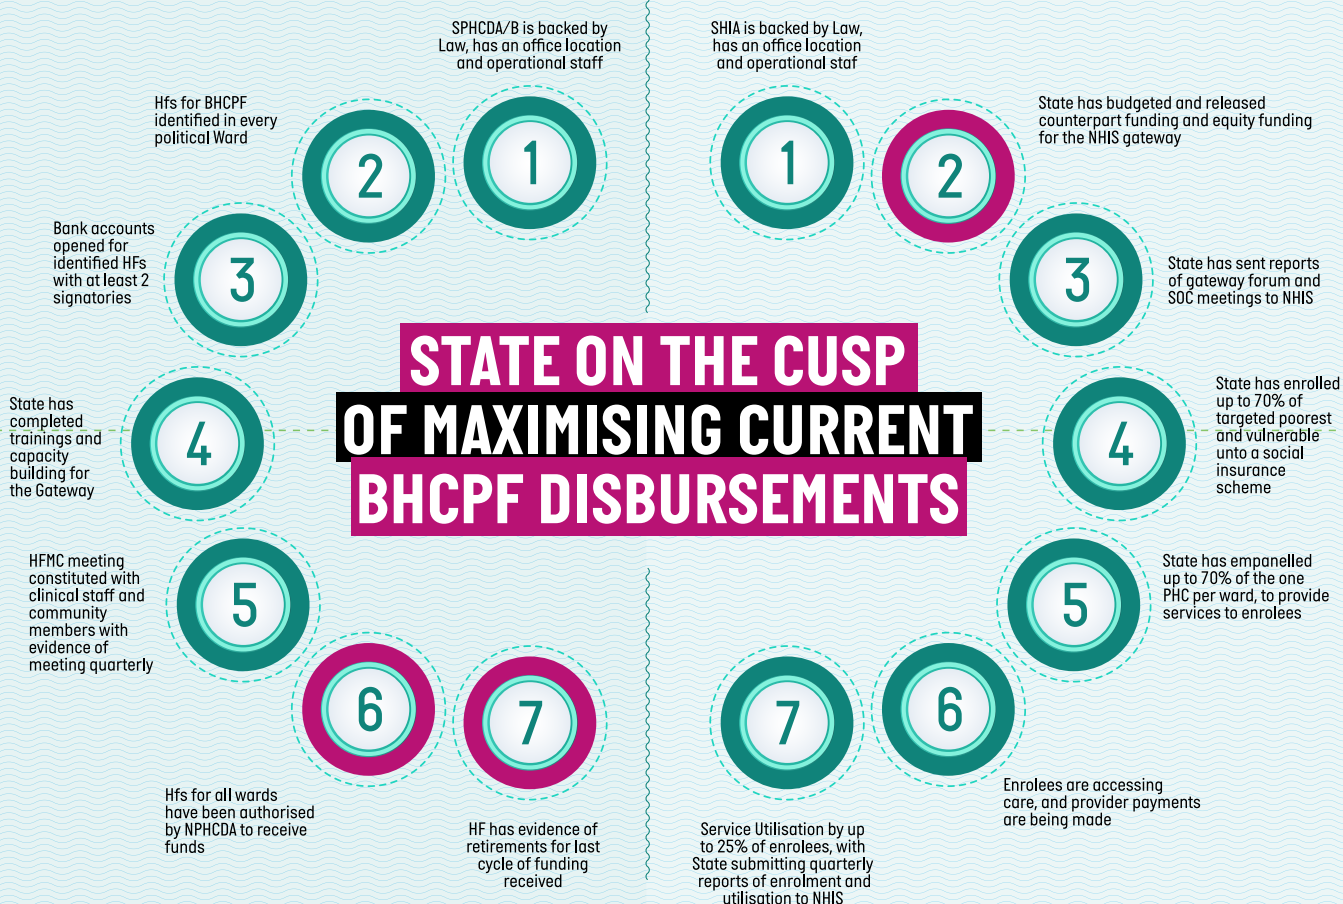 SPHCDA/B is backed by
Law, has an office location
and operational staff
1
Hfs for BHCPF
identified in every
political Ward
2
Bank accounts
opened for
identified HFs
with at least 2
signatories
3
State has
completed
trainings and
capacity
building for
the Gateway
4
HFMC meeting
constituted with
clinical staff and
community
members with
evidence of
meeting quarterly
5
6
Hfs for all wards
have been authorised
by NPHCDA to receive
funds
7
HF has evidence of
retirements for last
cycle of funding
received
STATE ON THE CUSP
OF MAXIMISING CURRENT
BHCPF DISBURSEMENTS
SHIA is backed by Law,
has an office location
and operational staf
1
State has budgeted and released
counterpart funding and equity funding
for the NHIS gateway
2
3
State has sent reports
of gateway forum and
SOC meetings to NHIS
4
State has enrolled
up to 70% of
targeted poorest
and vulnerable
unto a social
insurance
scheme
5
State has empanelled
up to 70% of the one
PHC per ward, to provide
services to enrolees
6
Enrolees are accessing
care, and provider payments
are being made
7
Service Utilisation by up
to 25% of enrolees, with
State submitting quarterly
reports of enrolment and
utilisation to NHIS